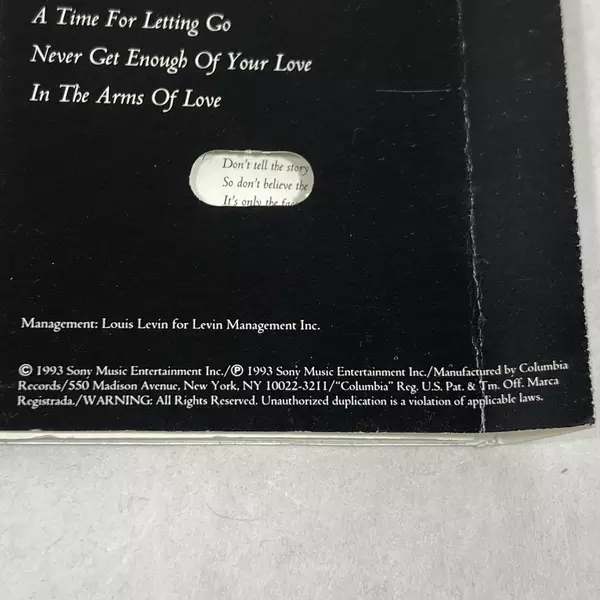 A Time For Letting Go
Never Get Enough Of Your Love
In The Arms Of Love
Don't tell the story
So don't believe the
It's only the
Management: Louis Levin for Levin Management Inc.
© 1993 Sony Music Entertainment Inc./℗ 1993 Sony Music Entertainment Inc./Manufactured by Columbia
Records/550 Madison Avenue, New York, NY 10022-3211/"Columbia" Reg. U.S. Pat. & Tm. Off. Marca
Registrada./WARNING: All Rights Reserved. Unauthorized duplication is a violation of applicable laws.